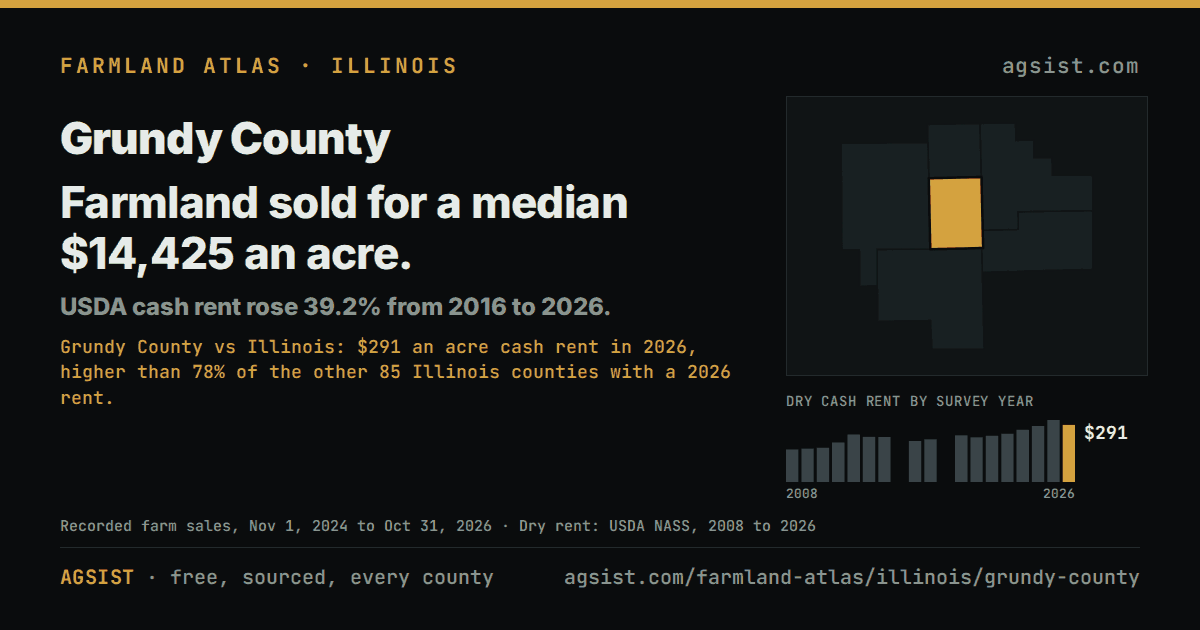 FARMLAND ATLAS · ILLINOIS
agsist.com
Grundy County
Farmland sold for a median
$14,425 an acre.
USDA cash rent rose 39.2% from 2016 to 2026.
Grundy County vs Illinois: $291 an acre cash rent in 2026,
higher than 78% of the other 85 Illinois counties with a 2026
rent.
DRY CASH RENT BY SURVEY YEAR
$291
2008 2026
Recorded farm sales, Nov 1, 2024 to Oct 31, 2026 · Dry rent: USDA NASS, 2008 to 2026
AGSIST · free, sourced, every county
agsist.com/farmland-atlas/illinois/grundy-county